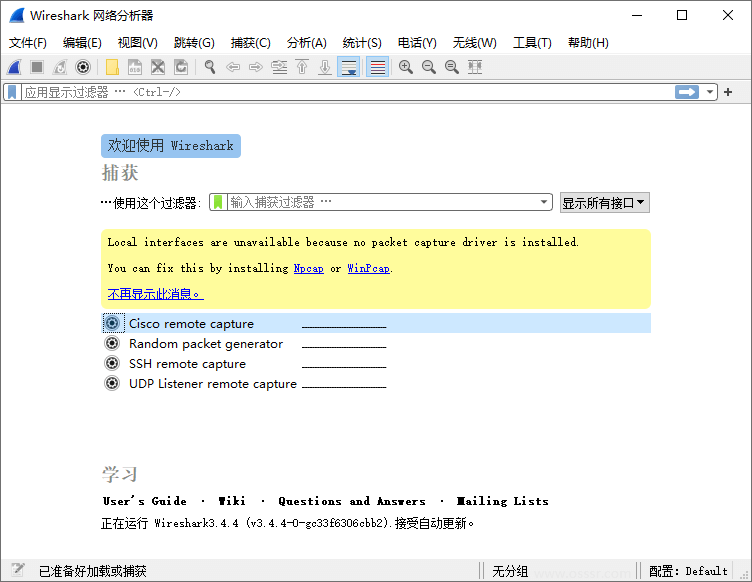 Wireshark 网络分析器
文件(F) 编辑(E) 视图(V) 跳转(G) 捕获(C) 分析(A) 统计(S) 电话(Y) 无线(W) 工具(T) 帮助(H)
应用显示过滤器 … <Ctrl-/>
欢迎使用 Wireshark
捕获
…使用这个过滤器: 输入捕获过滤器 … 显示所有接口
Local interfaces are unavailable because no packet capture driver is installed.
You can fix this by installing Npcap or WinPcap.
不再显示此消息。
Cisco remote capture
Random packet generator
SSH remote capture
UDP Listener remote capture
学习
User's Guide · Wiki · Questions and Answers · Mailing Lists
正在运行 Wireshark3.4.4 (v3.4.4-0-gc33f6306cbb2).接受自动更新。
已准备好加载或捕获 无分组 配置: Default